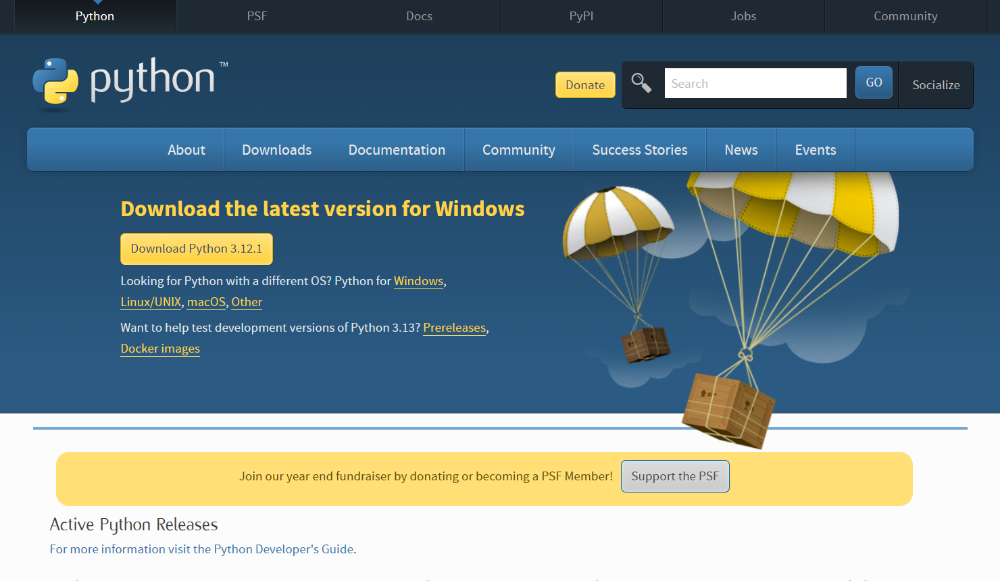 Python PSF Docs PyPI Jobs Community
python™
Donate Search GO Socialize
About Downloads Documentation Community Success Stories News Events
Download the latest version for Windows
Download Python 3.12.1
Looking for Python with a different OS? Python for Windows,
Linux/UNIX, macOS, Other
Want to help test development versions of Python 3.13? Prereleases,
Docker images
Join our year end fundraiser by donating or becoming a PSF Member! Support the PSF
Active Python Releases
For more information visit the Python Developer's Guide.